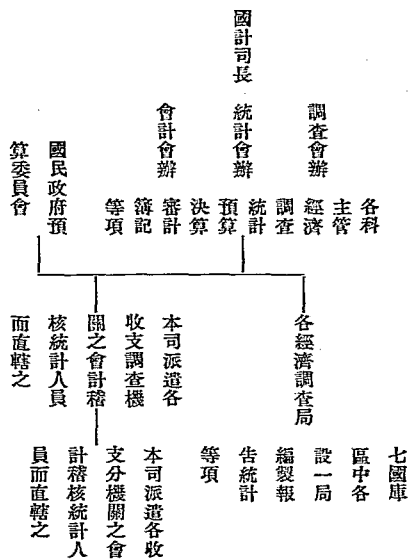 國計司長
調查會辦
統計會辦
會計會辦
各科
主管
經濟
調查
統計
預算
決算
審計
簿記
等項
國民政府預
算委員會
各經濟調查局
七國庫
區中各
設一局
編製報
告統計
等項
本司派遣各
收支調查機
關之會計稽
核統計人員
而直轄之
本司派遣各收
支分機關之會
計稽核統計人
員而直轄之